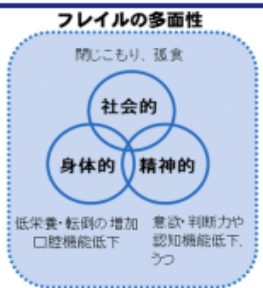 フレイルの多面性
閉じこもり、孤食
社会的
身体的
精神的
低栄養・転倒の増加
口腔機能低下
意欲・判断力や
認知機能低下、
うつ